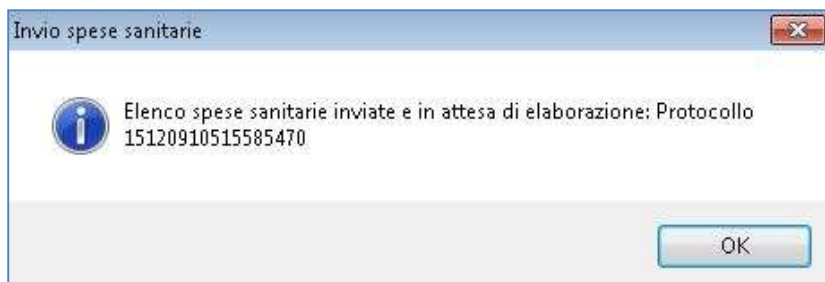 Invio spese sanitarie
Elenco spese sanitarie inviate e in attesa di elaborazione: Protocollo
15120910515585470
OK